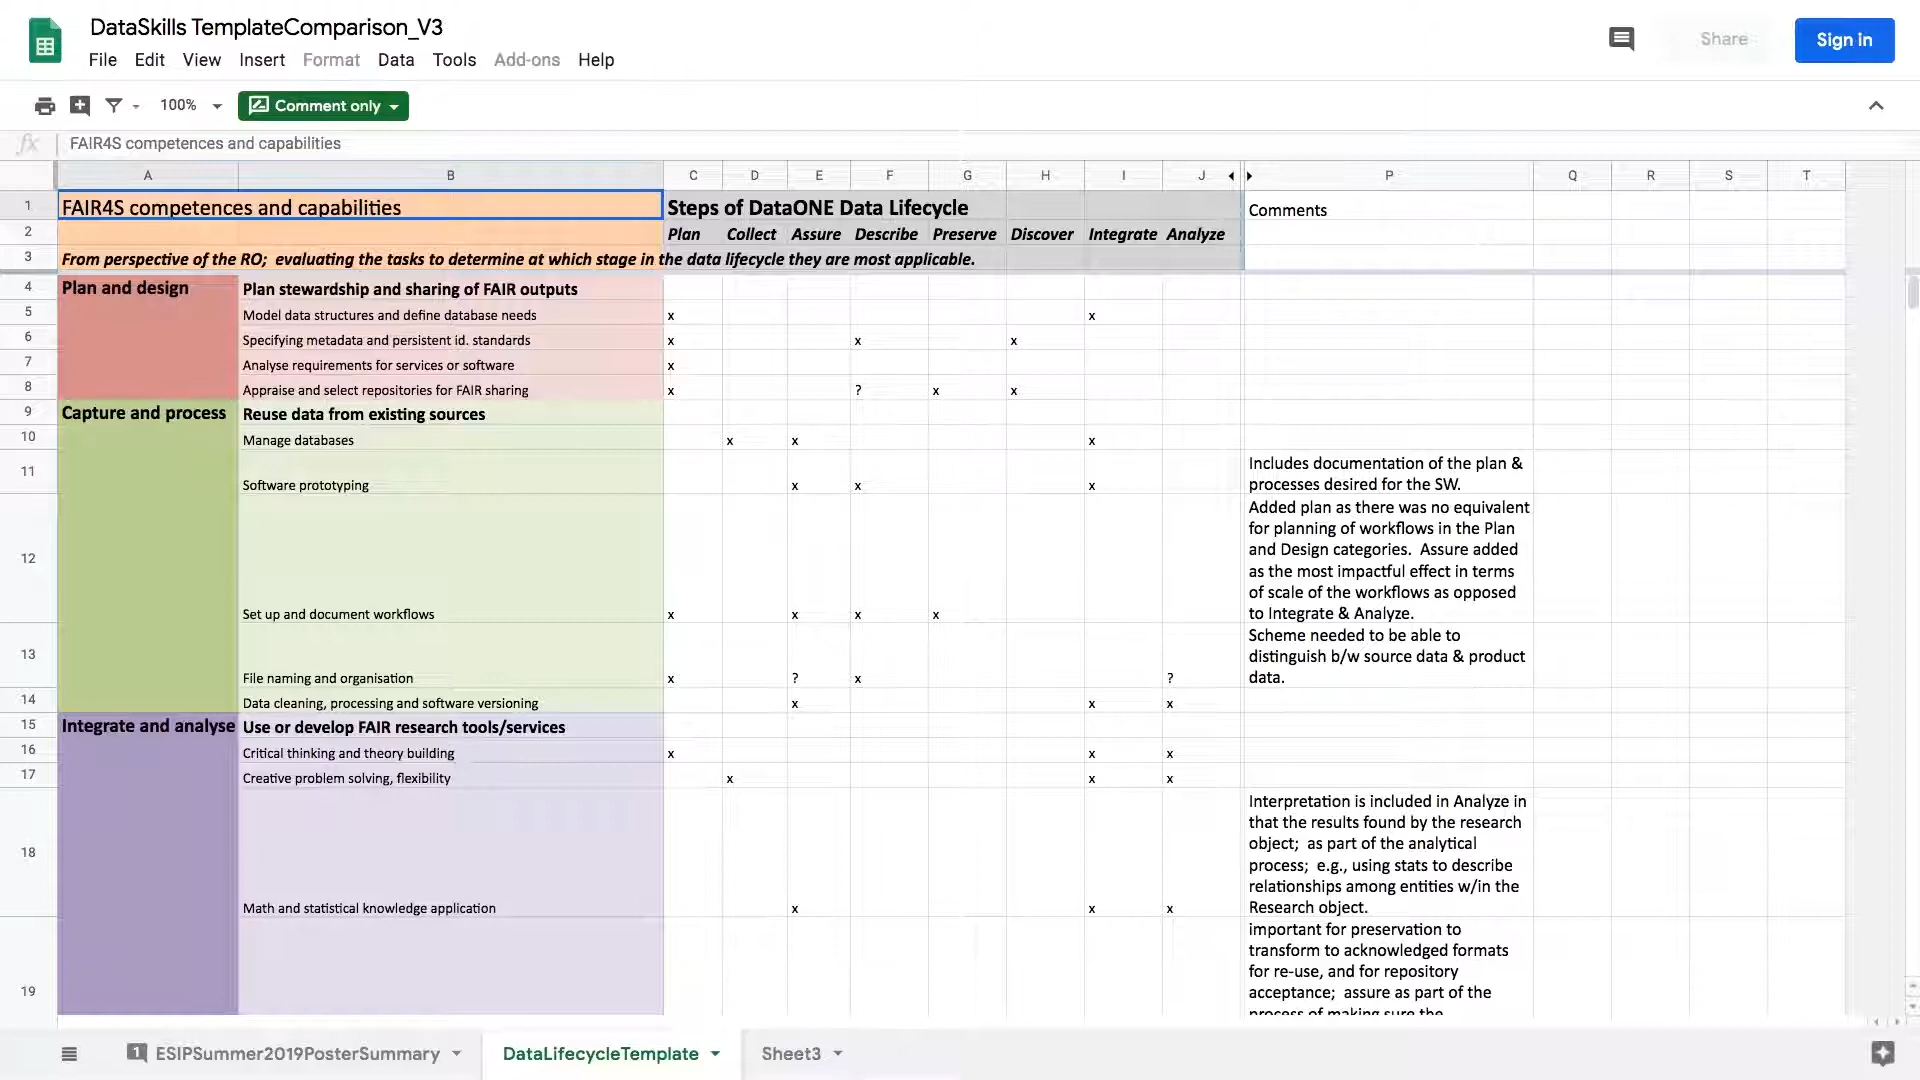 DataSkills TemplateComparison_V3
File Edit View Insert Format Data Tools Add-ons Help
Share
Sign in
100%
Comment only
fx FAIR4S competences and capabilities
A B C D E F G H I J P Q R S T
1 FAIR4S competences and capabilities Steps of DataONE Data Lifecycle Comments
2 Plan Collect Assure Describe Preserve Discover Integrate Analyze
3 From perspective of the RO; evaluating the tasks to determine at which stage in the data lifecycle they are most applicable.
4 Plan and design Plan stewardship and sharing of FAIR outputs
5 Model data structures and define database needs x x
6 Specifying metadata and persistent id. standards x x x
7 Analyse requirements for services or software x
8 Appraise and select repositories for FAIR sharing x ? x x
9 Capture and process Reuse data from existing sources
10 Manage databases x x x
11 Software prototyping x x x
Includes documentation of the plan &
processes desired for the SW.
12 Set up and document workflows x x x x
Added plan as there was no equivalent
for planning of workflows in the Plan
and Design categories. Assure added
as the most impactful effect in terms
of scale of the workflows as opposed
to Integrate & Analyze.
13 File naming and organisation x ? x ?
Scheme needed to be able to
distinguish b/w source data & product
data.
14 Data cleaning, processing and software versioning x x x
15 Integrate and analyse Use or develop FAIR research tools/services
16 Critical thinking and theory building x x x
17 Creative problem solving, flexibility x x x
18 Math and statistical knowledge application x x x
Interpretation is included in Analyze in
that the results found by the research
object; as part of the analytical
process; e.g., using stats to describe
relationships among entities w/in the
Research object.
19
important for preservation to
transform to acknowledged formats
for re-use, and for repository
acceptance; assure as part of the
process of making sure the
1 ESIPSummer2019PosterSummary DataLifecycleTemplate Sheet3